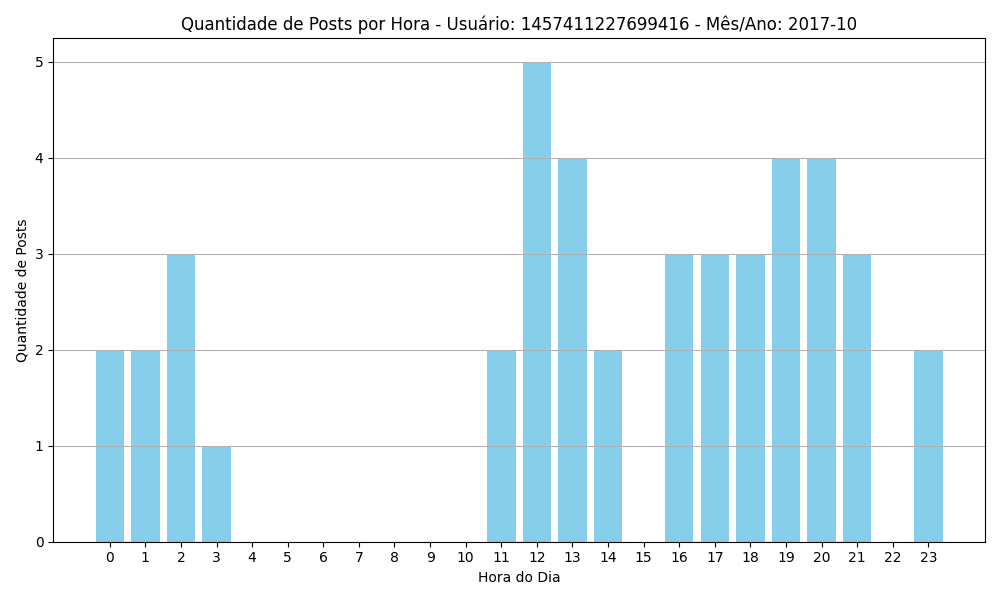 Quantidade de Posts por Hora - Usuário: 1457411227699416 - Mês/Ano: 2017-10
Quantidade de Posts
5
4
3
2
1
0
0 1 2 3 4 5 6 7 8 9 10 11 12 13 14 15 16 17 18 19 20 21 22 23
Hora do Dia